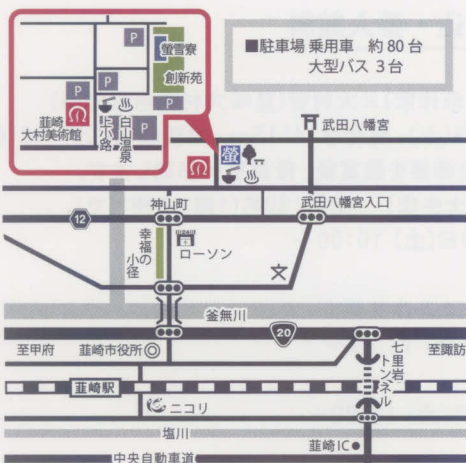 ■駐車場 乗用車 約80台
大型バス 3台
P
P
P
P
P
螢雪寮
創新苑
韮崎
大村美術館
上小路
白山温泉
螢
武田八幡宮
12
神山町
武田八幡宮入口
幸福の
小径
24
ローソン
文
釜無川
20
至甲府
韮崎市役所◎
七里岩
トンネル
至諏訪
韮崎駅
ニコリ
塩川
韮崎IC●
中央自動車道